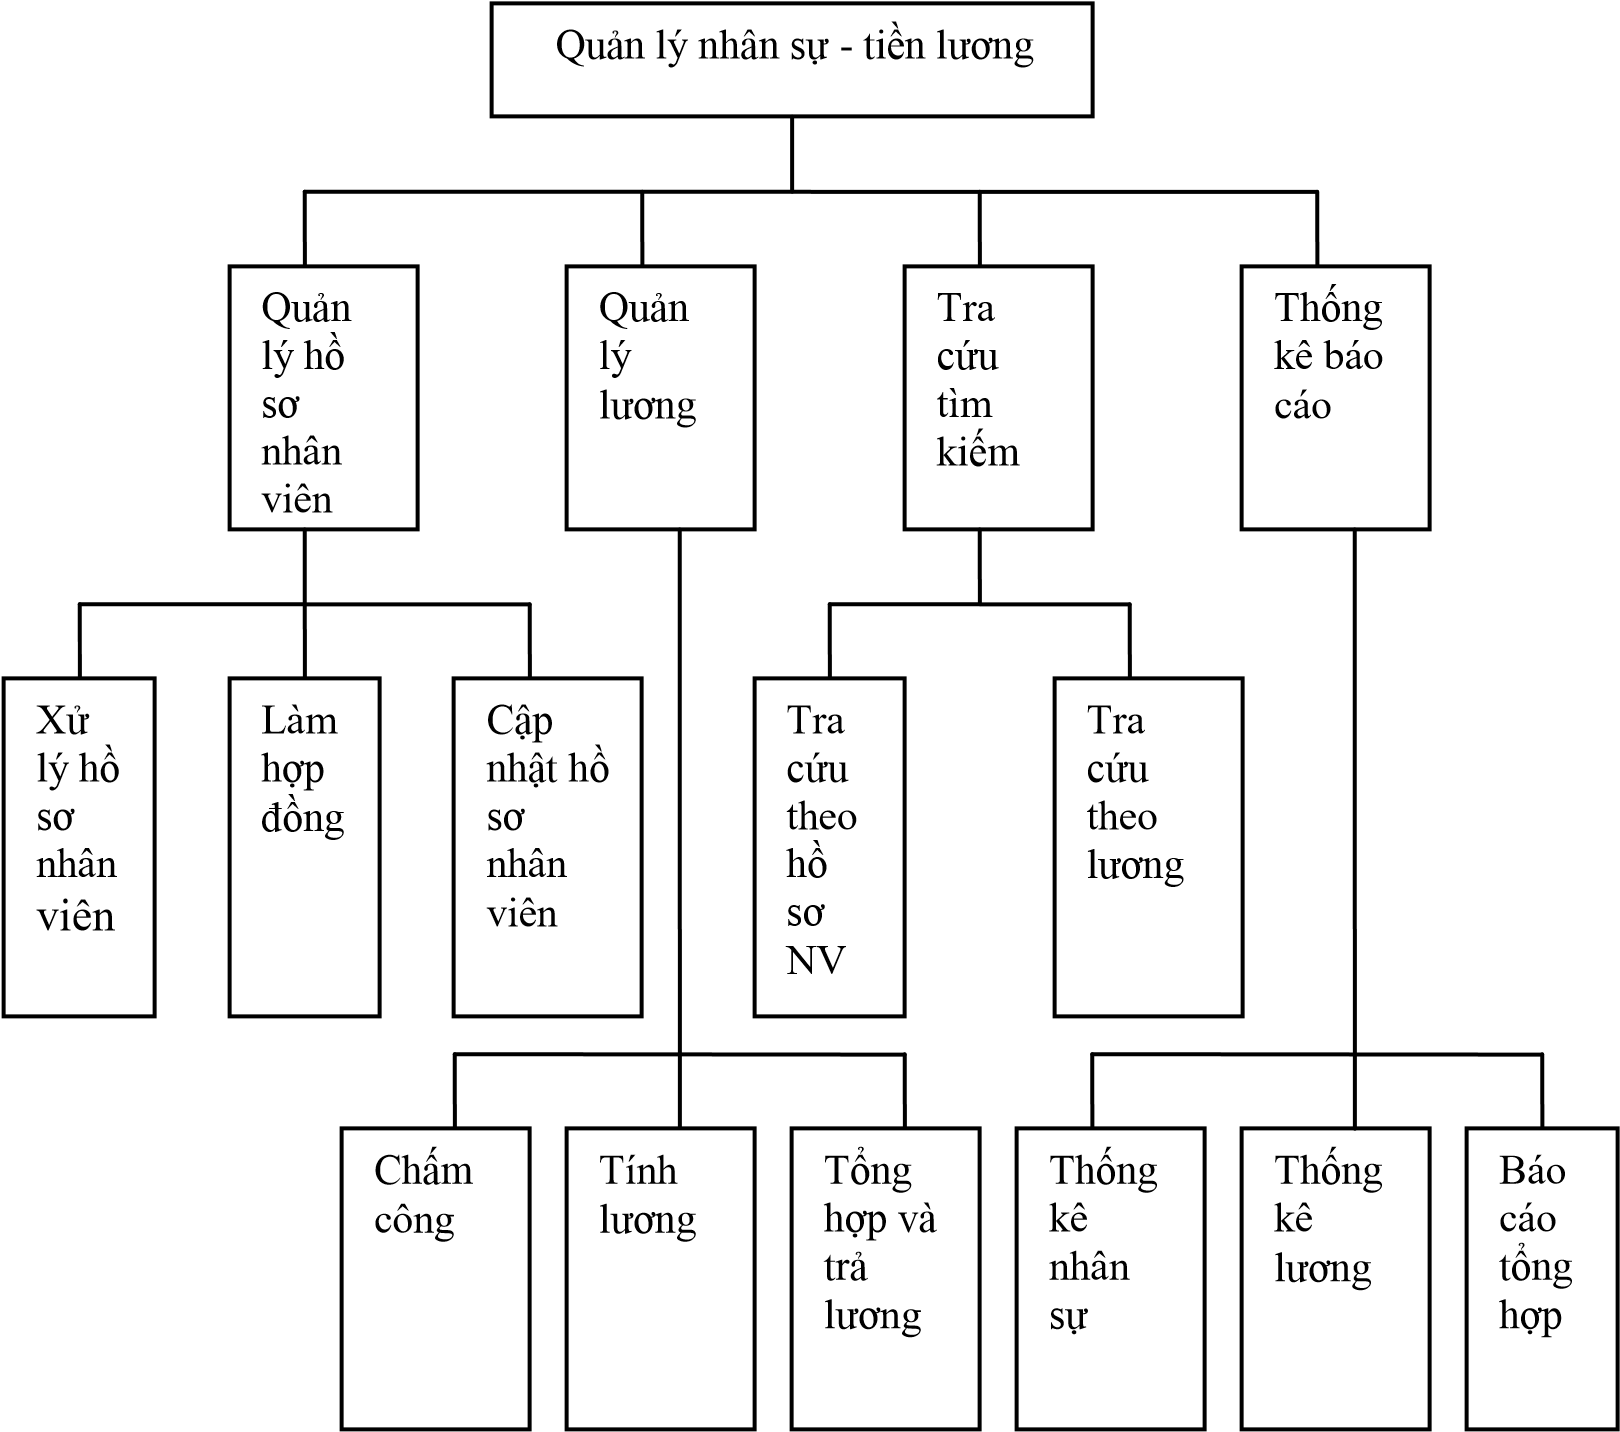 Quản lý nhân sự - tiền lương
Quản
lý hồ
sơ
nhân
viên
Quản
lý
lương
Tra
cứu
tìm
kiếm
Thống
kê báo
cáo
Xử
lý hồ
sơ
nhân
viên
Làm
hợp
đồng
Cập
nhật hồ
sơ
nhân
viên
Tra
cứu
theo
hồ
sơ
NV
Tra
cứu
theo
lương
Chấm
công
Tính
lương
Tổng
hợp và
trả
lương
Thống
kê
nhân
sự
Thống
kê
lương
Báo
cáo
tổng
hợp